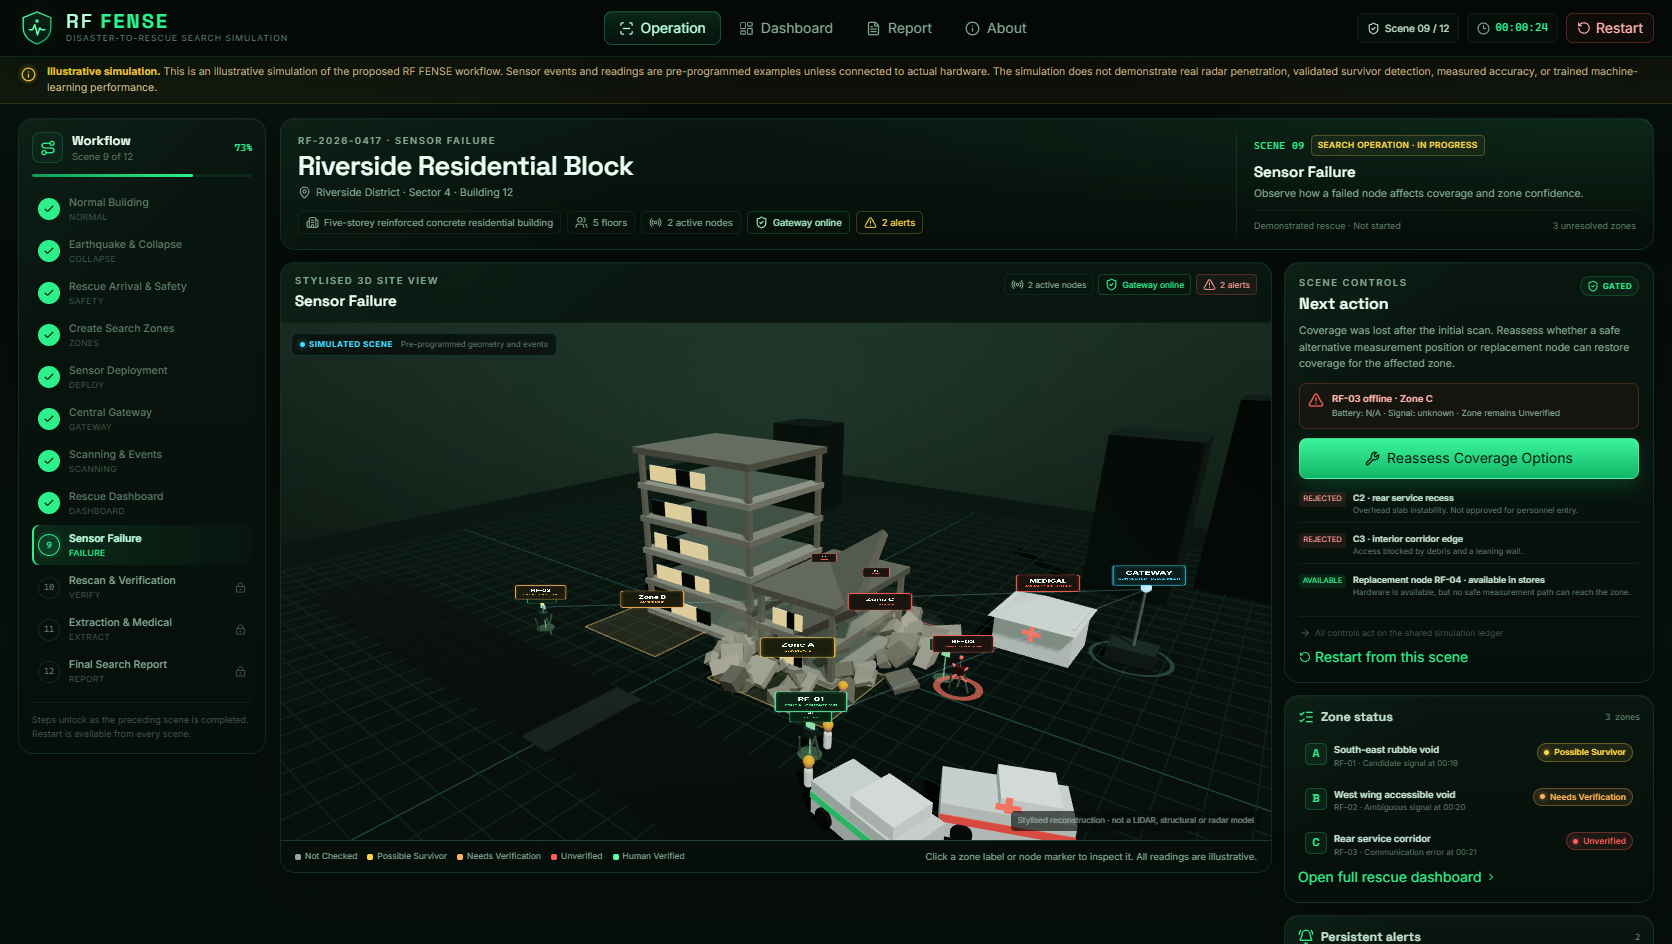 RF FENSE
DISASTER-TO-RESCUE SEARCH SIMULATION
Operation
Dashboard
Report
About
Scene 09 / 12
00:00:24
Restart
Illustrative simulation. This is an illustrative simulation of the proposed RF FENSE workflow. Sensor events and readings are pre-programmed examples unless connected to actual hardware. The simulation does not demonstrate real radar penetration, validated survivor detection, measured accuracy, or trained machine-
learning performance.
Workflow
Scene 9 of 12
73%
Normal Building
NORMAL
Earthquake & Collapse
COLLAPSE
Rescue Arrival & Safety
SAFETY
Create Search Zones
ZONES
Sensor Deployment
DEPLOY
Central Gateway
GATEWAY
Scanning & Events
SCANNING
Rescue Dashboard
DASHBOARD
9
Sensor Failure
FAILURE
10
Rescan & Verification
VERIFY
11
Extraction & Medical
EXTRACT
12
Final Search Report
REPORT
Steps unlock as the preceding scene is completed.
Restart is available from every scene.
RF-2026-0417 · SENSOR FAILURE
Riverside Residential Block
Riverside District · Sector 4 · Building 12
Five-storey reinforced concrete residential building
5 floors
2 active nodes
Gateway online
2 alerts
SCENE 09
SEARCH OPERATION · IN PROGRESS
Sensor Failure
Observe how a failed node affects coverage and zone confidence.
Demonstrated rescue · Not started
3 unresolved zones
STYLISED 3D SITE VIEW
Sensor Failure
2 active nodes
Gateway online
2 alerts
SIMULATED SCENE
Pre-programmed geometry and events
RF-02
Zone B
Zone C
MEDICAL
GATEWAY
Zone A
RF-03
RF-01
Stylised reconstruction - not a LIDAR, structural or radar model
Not Checked
Possible Survivor
Needs Verification
Unverified
Human Verified
Click a zone label or node marker to inspect it. All readings are illustrative.
SCENE CONTROLS
Next action
GATED
Coverage was lost after the initial scan. Reassess whether a safe
alternative measurement position or replacement node can restore
coverage for the affected zone.
RF-03 offline · Zone C
Battery: N/A · Signal: unknown · Zone remains Unverified
Reassess Coverage Options
REJECTED
C2 · rear service recess
Overhead slab instability. Not approved for personnel entry.
REJECTED
C3 · interior corridor edge
Access blocked by debris and a leaning wall.
AVAILABLE
Replacement node RF-04 · available in stores
Hardware is available, but no safe measurement path can reach the zone.
All controls act on the shared simulation ledger
Restart from this scene
Zone status
3 zones
A
South-east rubble void
RF-01 · Candidate signal at 00:19
Possible Survivor
B
West wing accessible void
RF-02 · Ambiguous signal at 00:20
Needs Verification
C
Rear service corridor
RF-03 · Communication error at 00:21
Unverified
Open full rescue dashboard
Persistent alerts
2